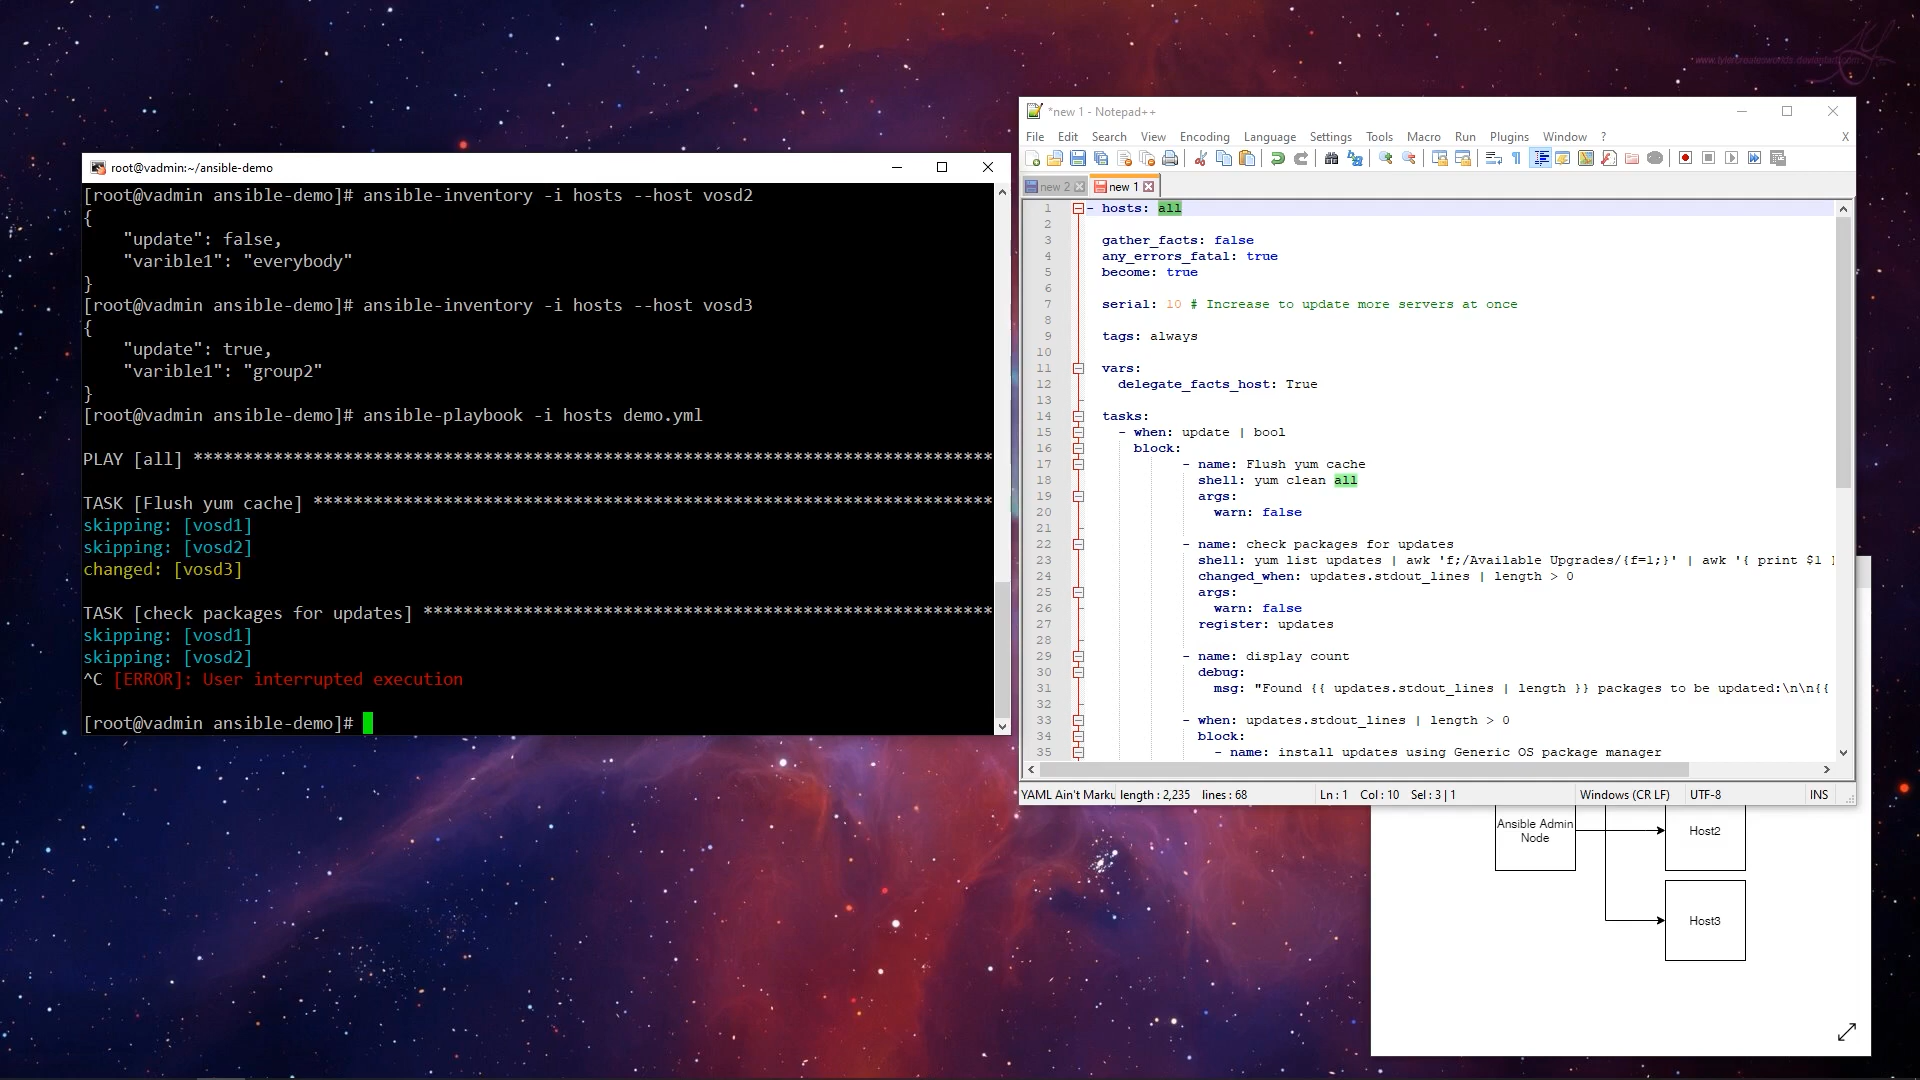 www.tylercreatesworlds.deviantart.com
root@vadmin:~/ansible-demo
[root@vadmin ansible-demo]# ansible-inventory -i hosts --host vosd2
{
"update": false,
"varible1": "everybody"
}
[root@vadmin ansible-demo]# ansible-inventory -i hosts --host vosd3
{
"update": true,
"varible1": "group2"
}
[root@vadmin ansible-demo]# ansible-playbook -i hosts demo.yml
PLAY [all] ********************************************************************************
TASK [Flush yum cache] ********************************************************************
skipping: [vosd1]
skipping: [vosd2]
changed: [vosd3]
TASK [check packages for updates] *********************************************************
skipping: [vosd1]
skipping: [vosd2]
^C [ERROR]: User interrupted execution
[root@vadmin ansible-demo]#
*new 1 - Notepad++
File Edit Search View Encoding Language Settings Tools Macro Run Plugins Window ? X
new 2 new 1
1 - hosts: all
2
3 gather_facts: false
4 any_errors_fatal: true
5 become: true
6
7 serial: 10 # Increase to update more servers at once
8
9 tags: always
10
11 vars:
12 delegate_facts_host: True
13
14 tasks:
15 - when: update | bool
16 block:
17 - name: Flush yum cache
18 shell: yum clean all
19 args:
20 warn: false
21
22 - name: check packages for updates
23 shell: yum list updates | awk 'f;/Available Upgrades/{f=1;}' | awk '{ print $1 }
24 changed_when: updates.stdout_lines | length > 0
25 args:
26 warn: false
27 register: updates
28
29 - name: display count
30 debug:
31 msg: "Found {{ updates.stdout_lines | length }} packages to be updated:\n\n{{
32
33 - when: updates.stdout_lines | length > 0
34 block:
35 - name: install updates using Generic OS package manager
YAML Ain't Marku length : 2,235 lines : 68 Ln : 1 Col : 10 Sel : 3 | 1 Windows (CR LF) UTF-8 INS
Ansible Admin
Node
Host2
Host3